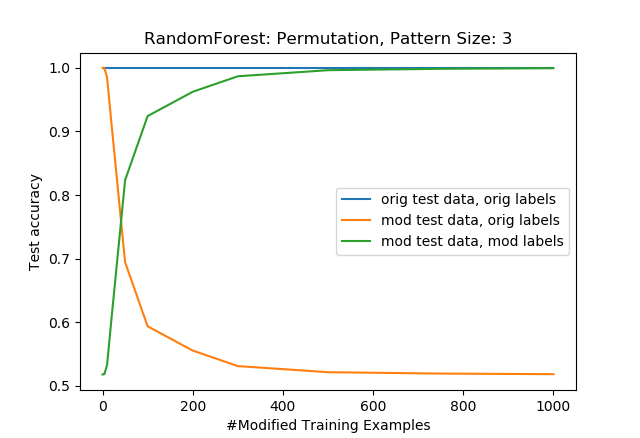 RandomForest: Permutation, Pattern Size: 3
1.0
0.9
0.8
0.7
0.6
0.5
Test accuracy
orig test data, orig labels
mod test data, orig labels
mod test data, mod labels
0 200 400 600 800 1000
#Modified Training Examples